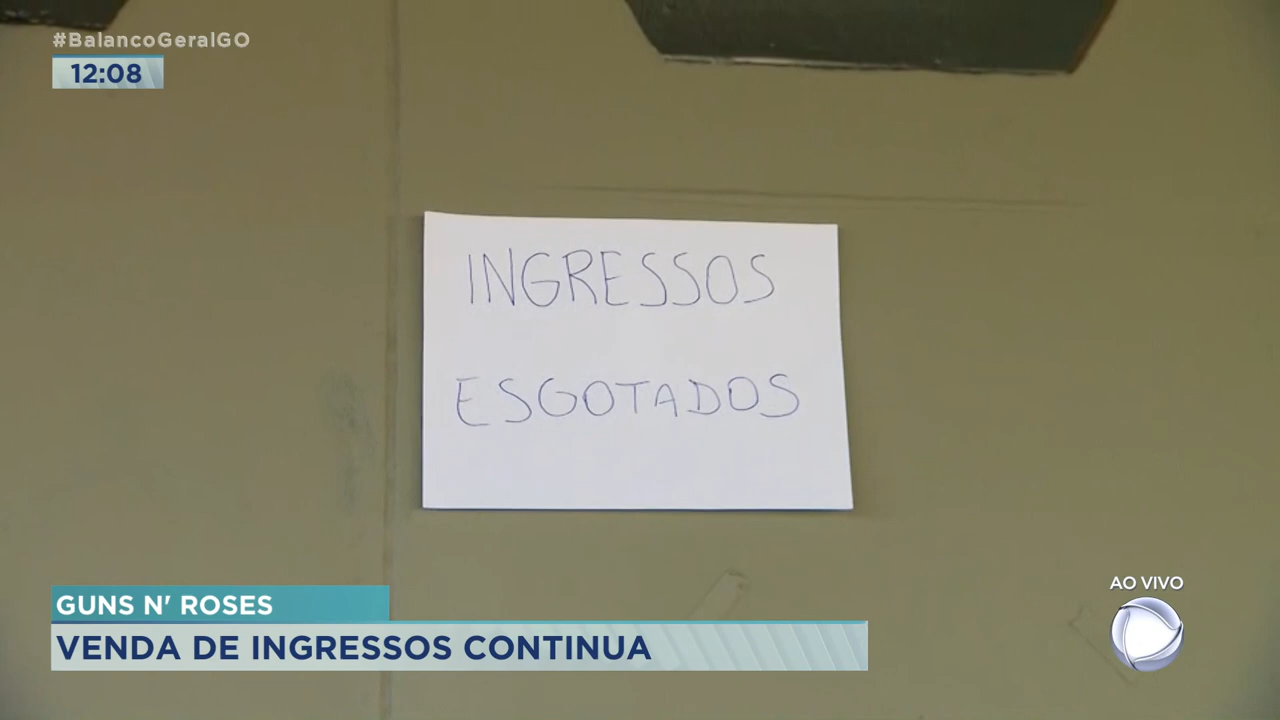 #BalancoGeralGO
12:08
INGRESSOS
ESGOTADOS
GUNS N' ROSES
VENDA DE INGRESSOS CONTINUA
AO VIVO